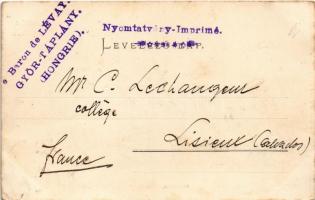 Baron de LÉVAY.
GYŐR-TÁPLÁNY.
(HONGRIE).
Nyomtatvány-Imprimé.
LEVELEZŐ-LAP.
Mr C. Lechangeur
collège
Lisieux (Calvados)
France